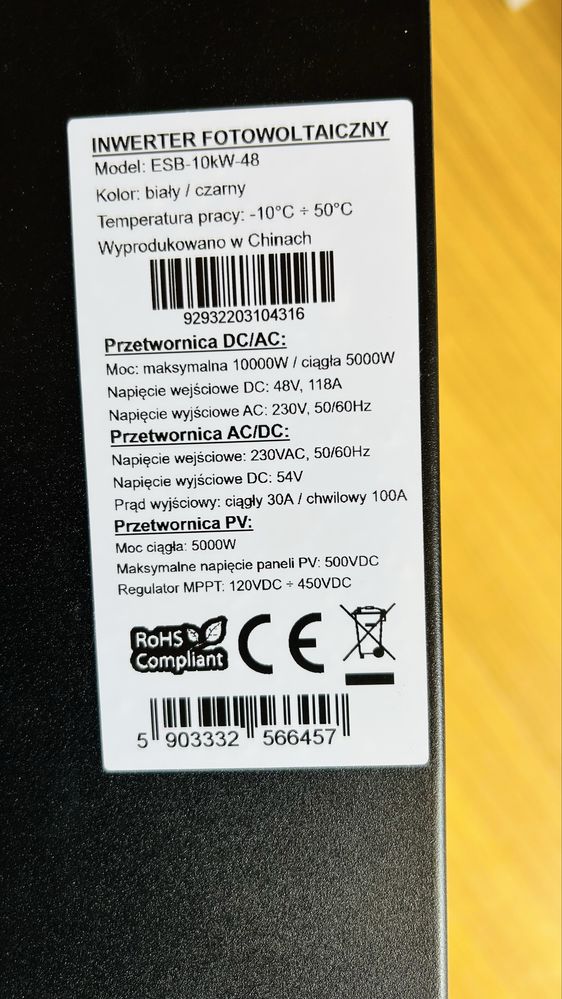 INWERTER FOTOWOLTAICZNY
Model: ESB-10kW-48
Kolor: biały / czarny
Temperatura pracy: -10°C ÷ 50°C
Wyprodukowano w Chinach
92932203104316
Przetwornica DC/AC:
Moc: maksymalna 10000W / ciągła 5000W
Napięcie wejściowe DC: 48V, 118A
Napięcie wyjściowe AC: 230V, 50/60Hz
Przetwornica AC/DC:
Napięcie wejściowe: 230VAC, 50/60Hz
Napięcie wyjściowe DC: 54V
Prąd wyjściowy: ciągły 30A / chwilowy 100A
Przetwornica PV:
Moc ciągła: 5000W
Maksymalne napięcie paneli PV: 500VDC
Regulator MPPT: 120VDC ÷ 450VDC
RoHS
Compliant
CE
5 903332 566457